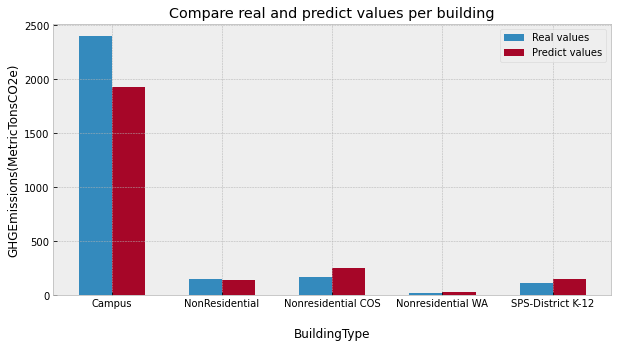 Compare real and predict values per building
Real values
Predict values
GHGEmissions(MetricTonsCO2e)
2500
2000
1500
1000
500
0
Campus NonResidential Nonresidential COS Nonresidential WA SPS-District K-12
BuildingType